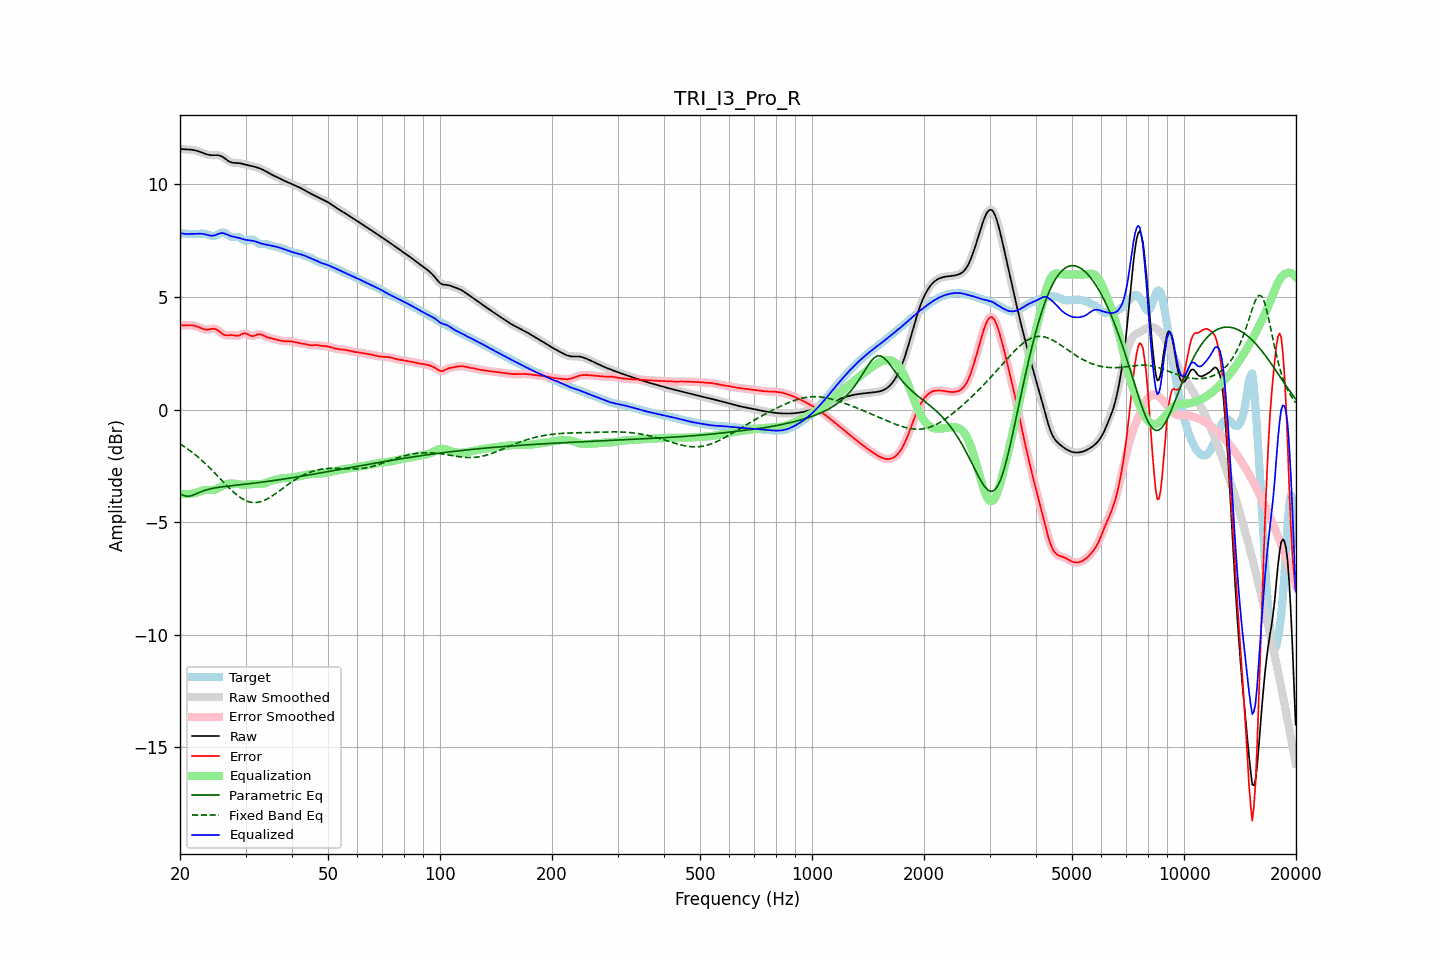 TRI_I3_Pro_R
Amplitude (dBr)
10
5
0
−5
−10
−15
Target
Raw Smoothed
Error Smoothed
Raw
Error
Equalization
Parametric Eq
Fixed Band Eq
Equalized
20 50 100 200 500 1000 2000 5000 10000 20000
Frequency (Hz)